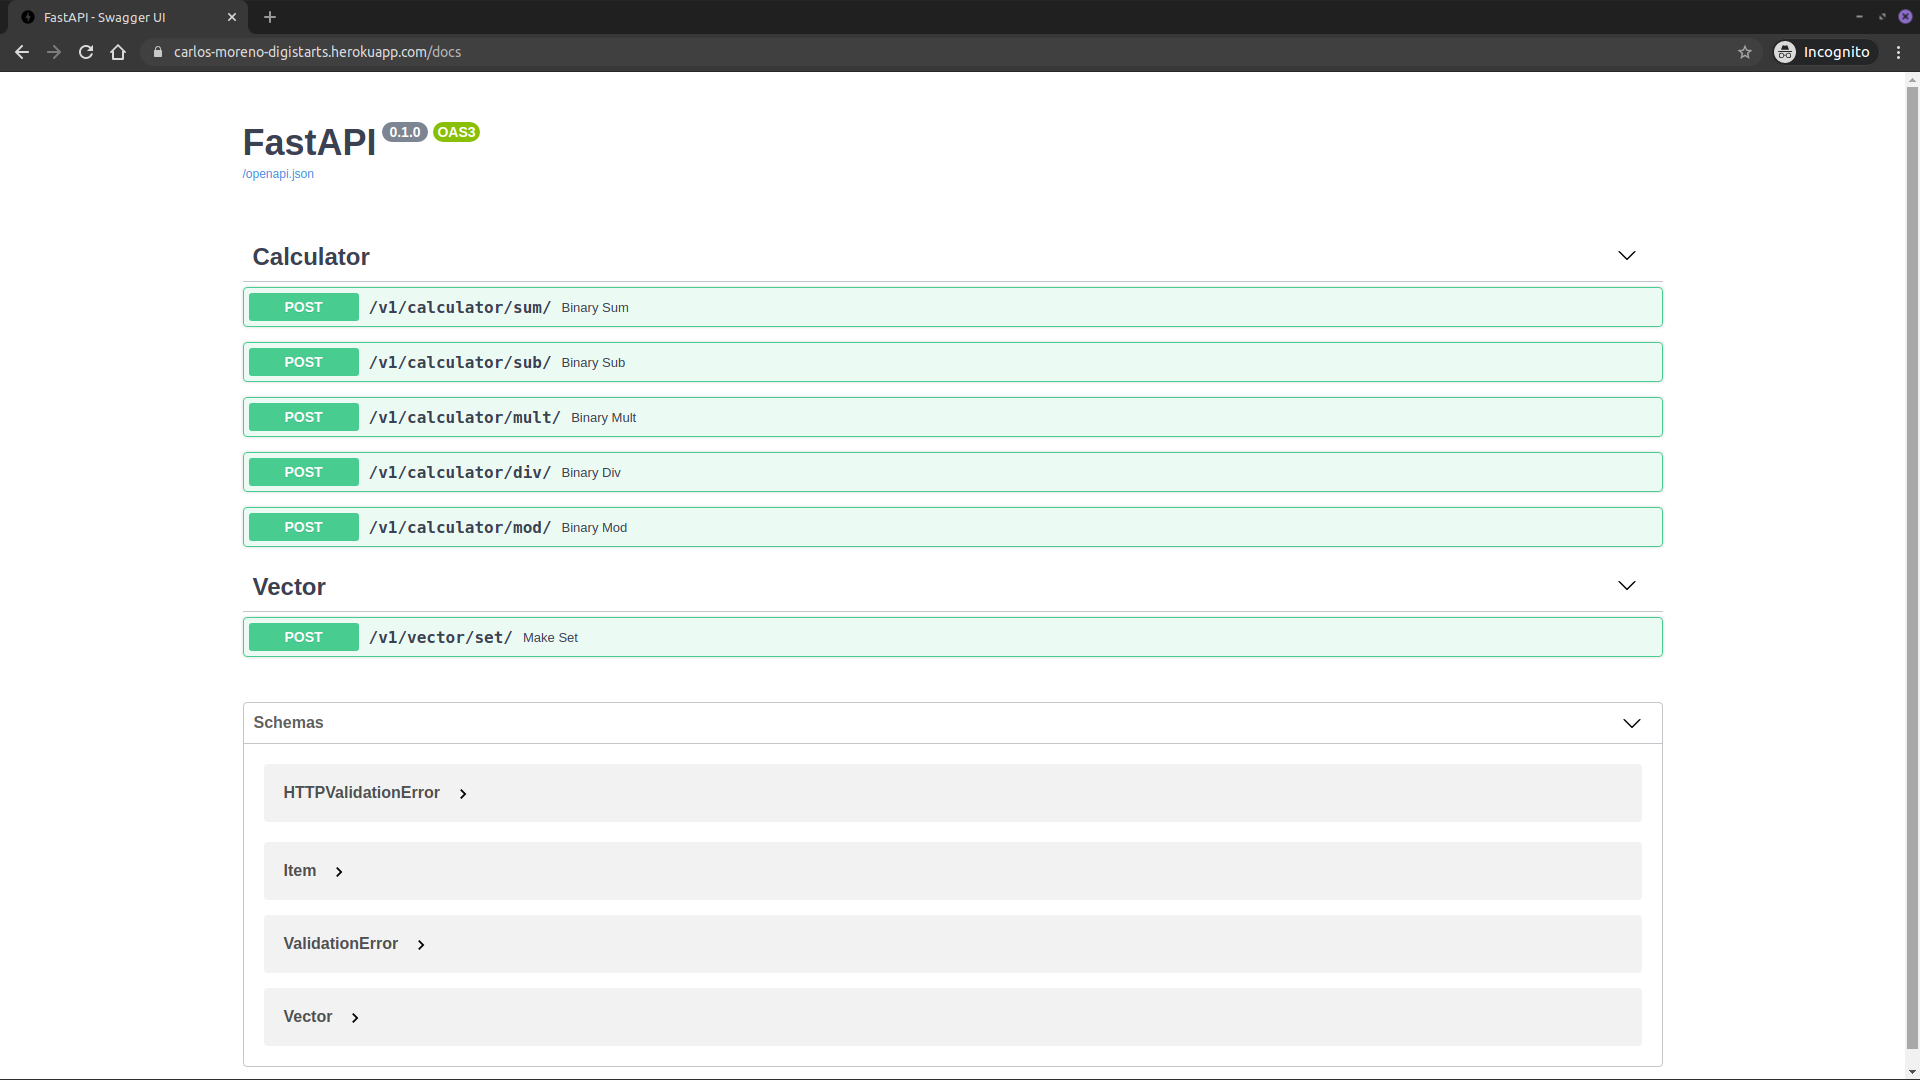 FastAPI - Swagger UI
carlos-moreno-digistarts.herokuapp.com/docs
Incognito
FastAPI 0.1.0 OAS3
/openapi.json
Calculator
POST /v1/calculator/sum/ Binary Sum
POST /v1/calculator/sub/ Binary Sub
POST /v1/calculator/mult/ Binary Mult
POST /v1/calculator/div/ Binary Div
POST /v1/calculator/mod/ Binary Mod
Vector
POST /v1/vector/set/ Make Set
Schemas
HTTPValidationError
Item
ValidationError
Vector